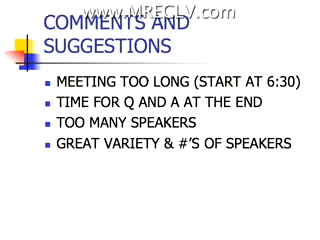 www.MRECLV.com
COMMENTS AND
SUGGESTIONS
MEETING TOO LONG (START AT 6:30)
TIME FOR Q AND A AT THE END
TOO MANY SPEAKERS
GREAT VARIETY & #'S OF SPEAKERS